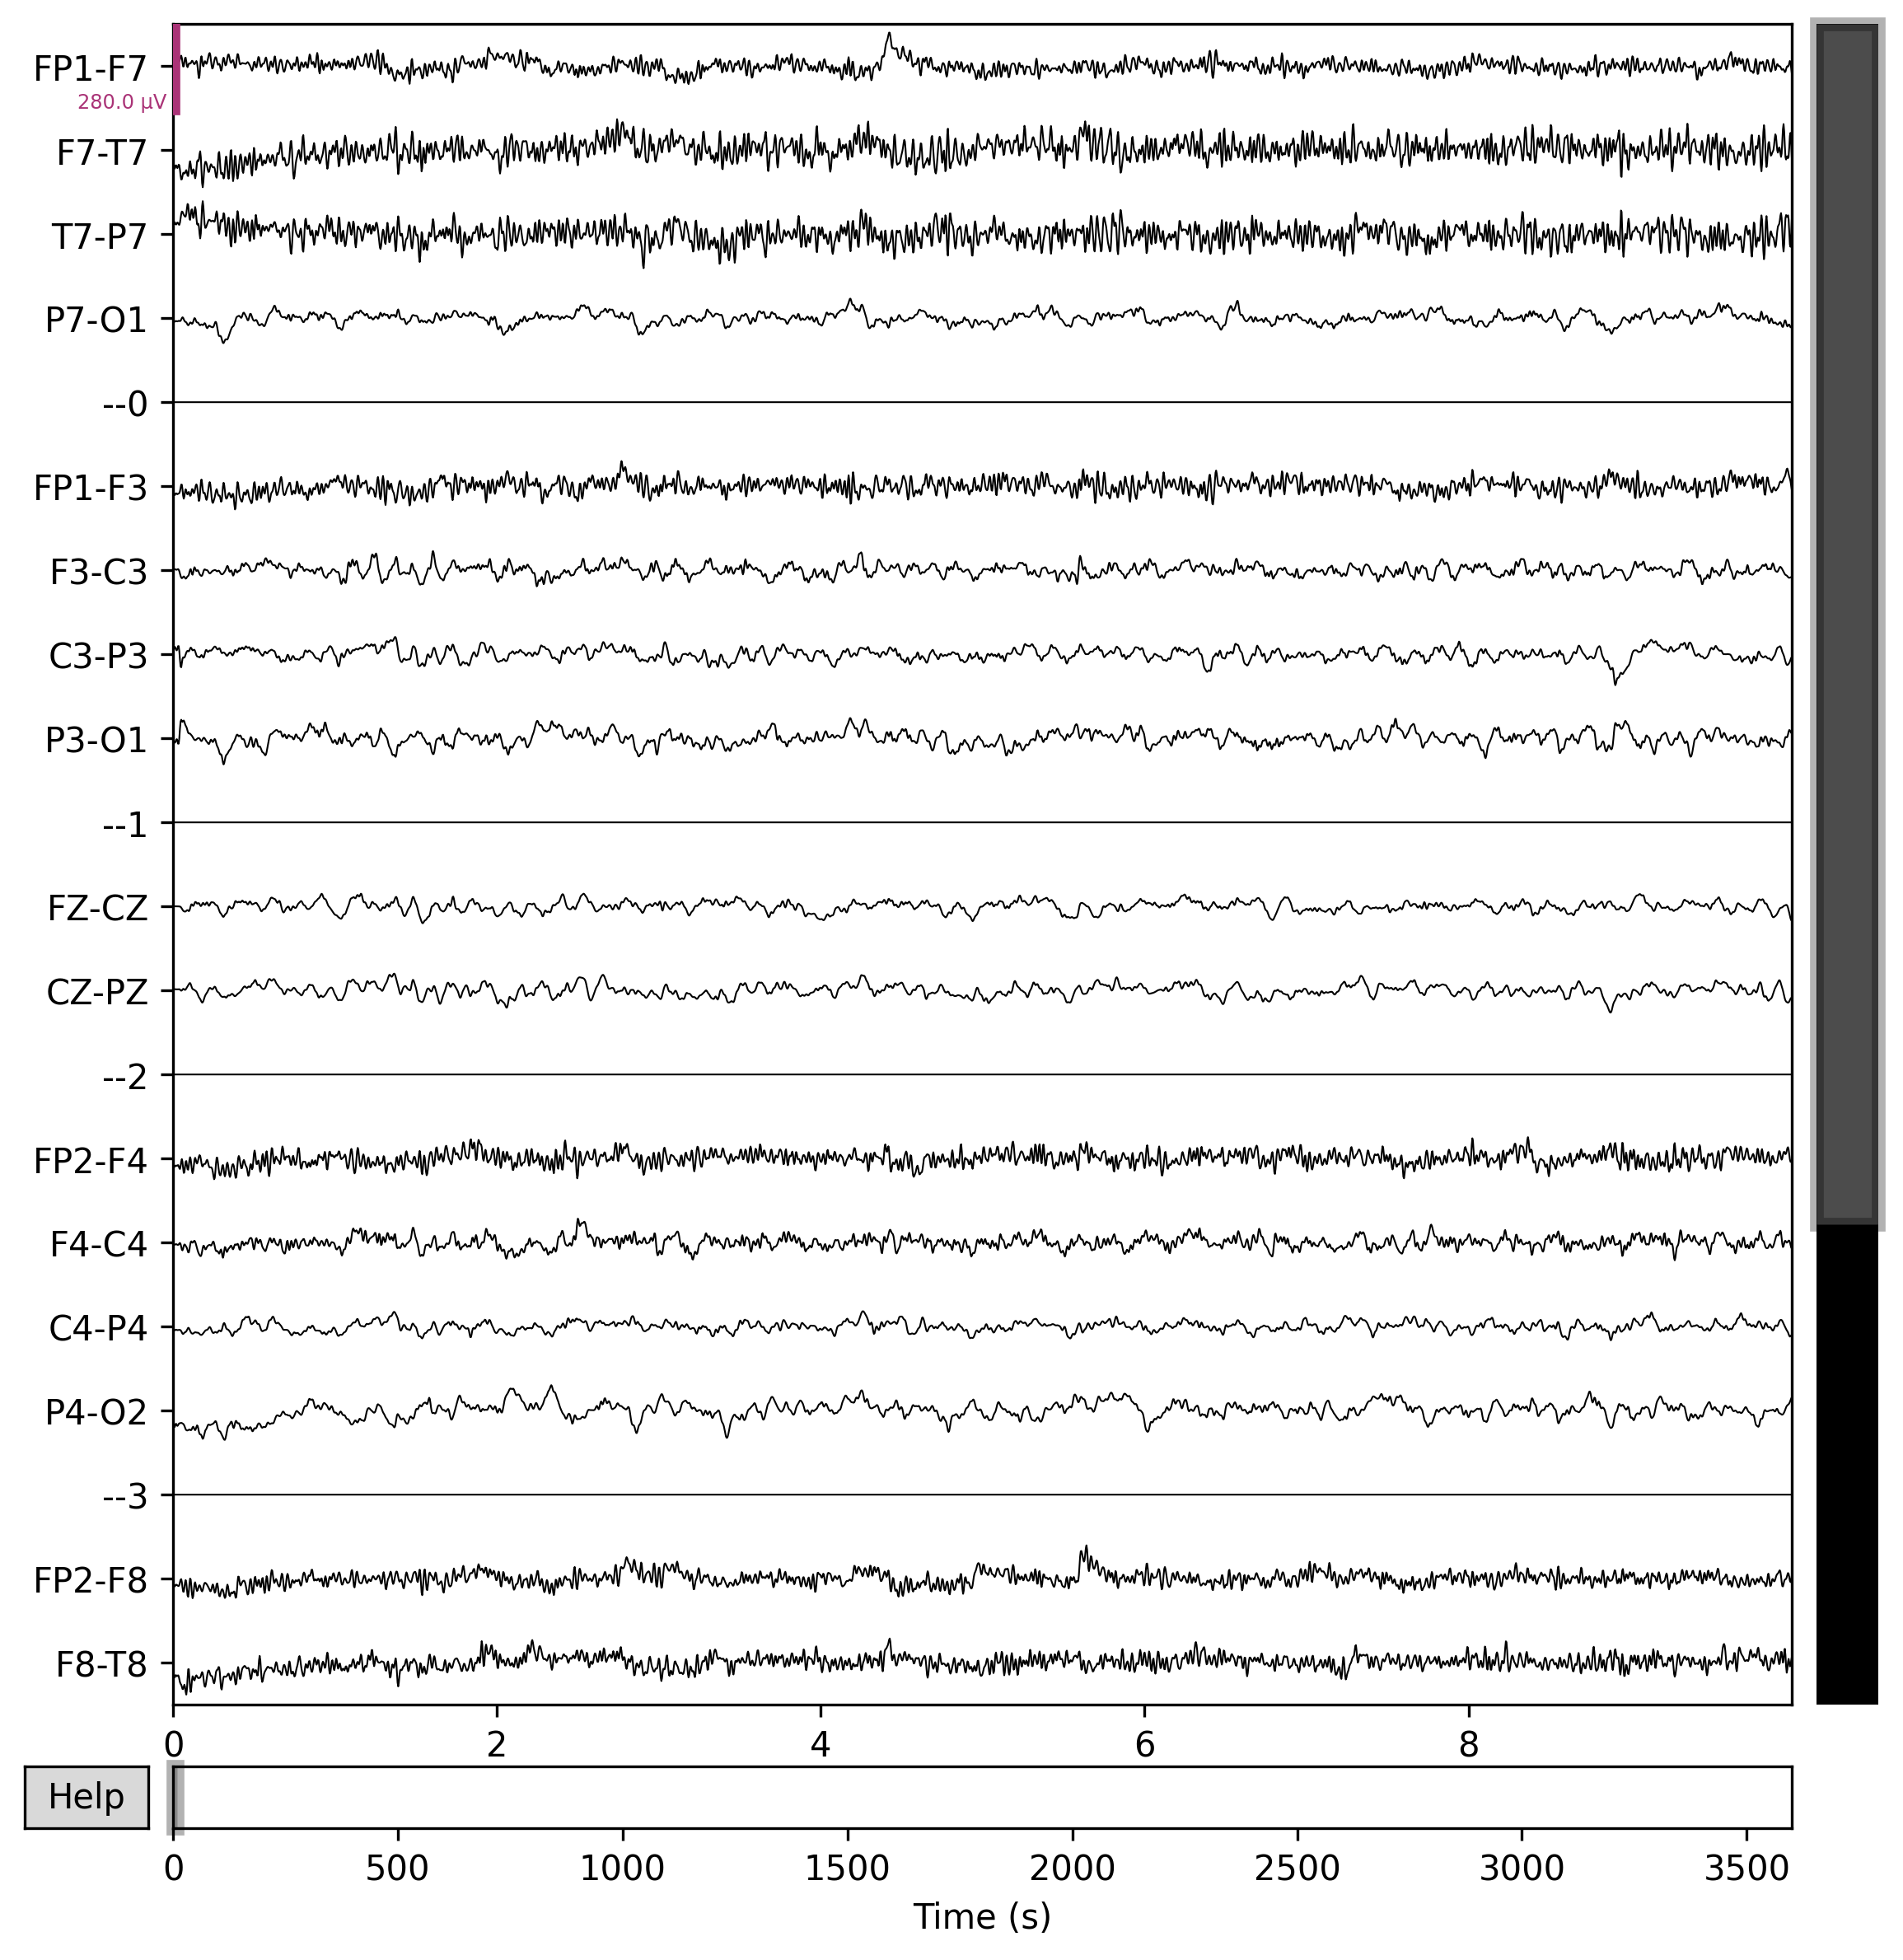 FP1-F7
280.0 µV
F7-T7
T7-P7
P7-O1
--0
FP1-F3
F3-C3
C3-P3
P3-O1
--1
FZ-CZ
CZ-PZ
--2
FP2-F4
F4-C4
C4-P4
P4-O2
--3
FP2-F8
F8-T8
0 2 4 6 8
Help
0 500 1000 1500 2000 2500 3000 3500
Time (s)